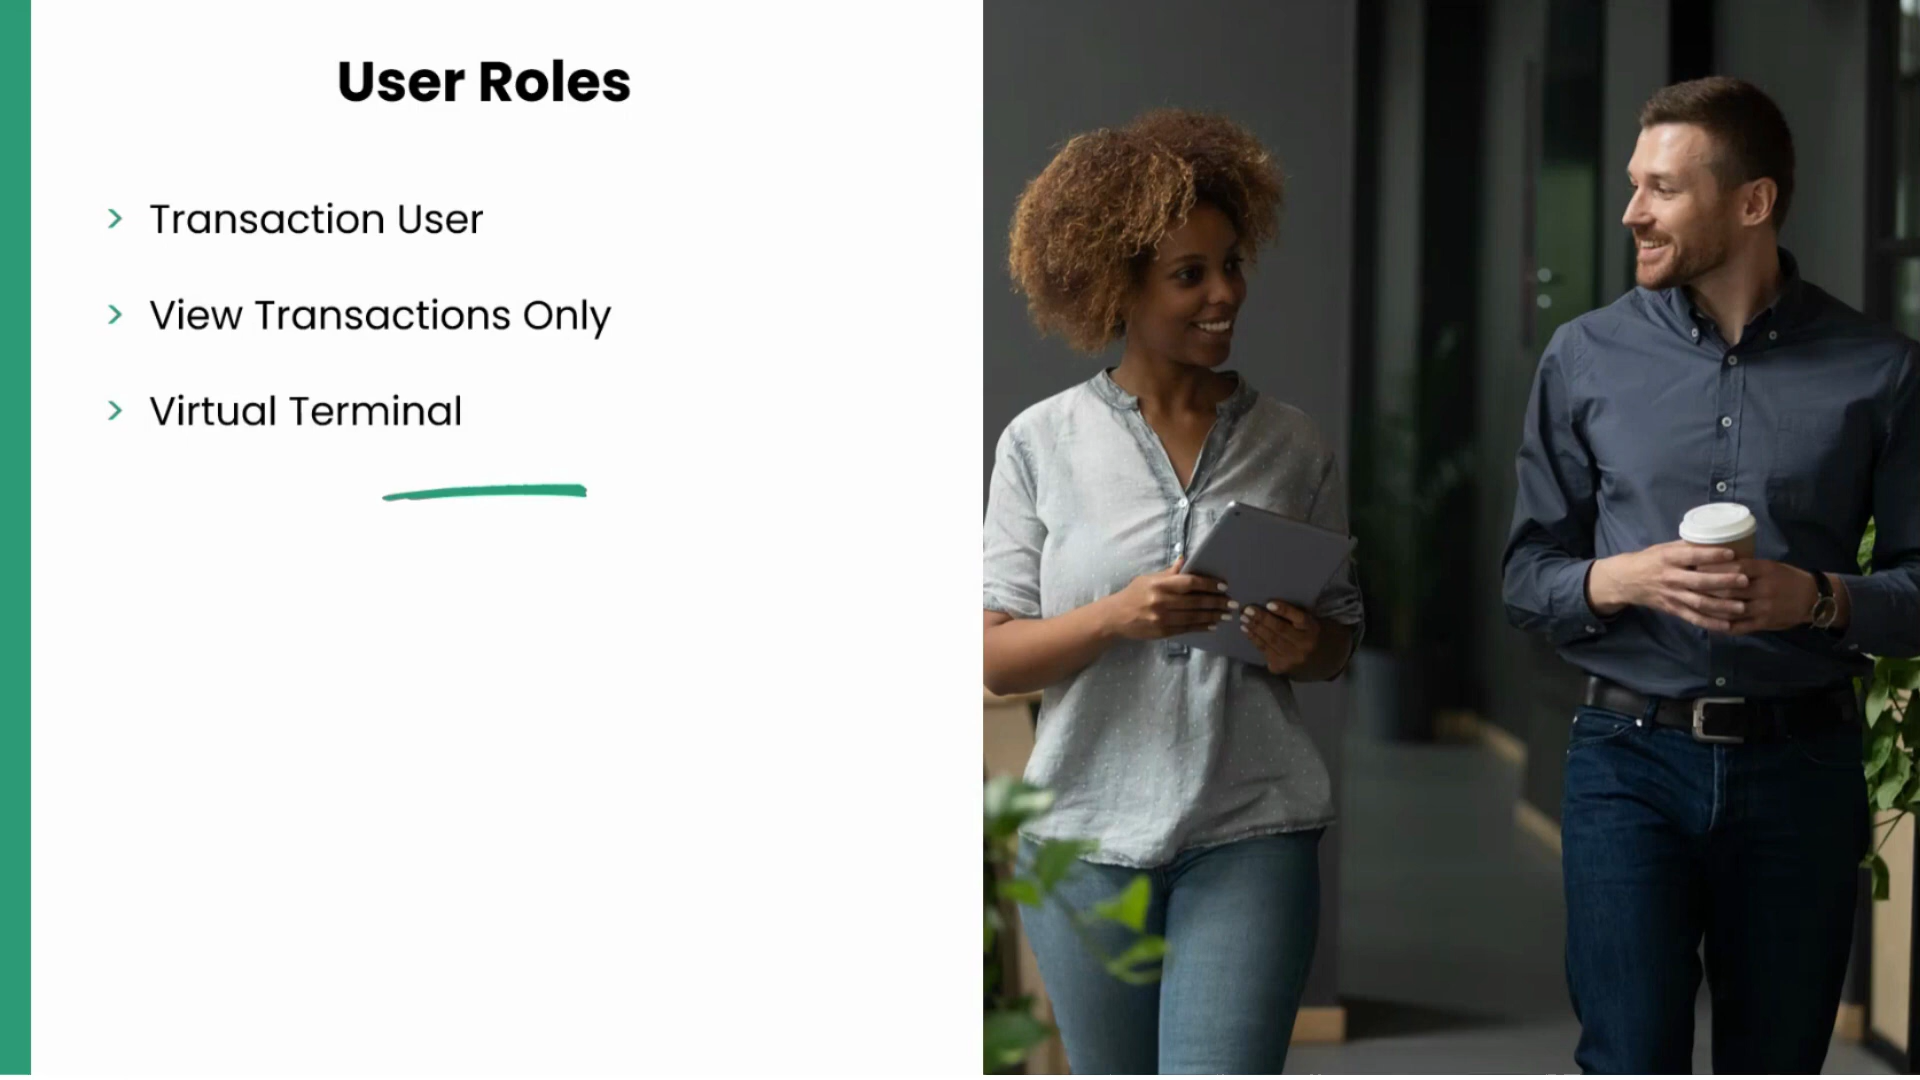 User Roles
Transaction User
View Transactions Only
Virtual Terminal